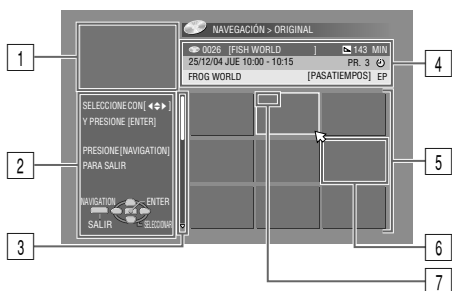 NAVEGACIÓN > ORIGINAL
0026 [FISH WORLD ] 143 MIN
25/12/04 JUE 10:00 - 10:15 PR. 3
FROG WORLD [PASATIEMPOS] EP
SELECCIONE CON [ ]
Y PRESIONE [ENTER]
PRESIONE [NAVIGATION]
PARA SALIR
NAVIGATION ENTER
SALIR SELECCIONAR
1
2
3
4
5
6
7